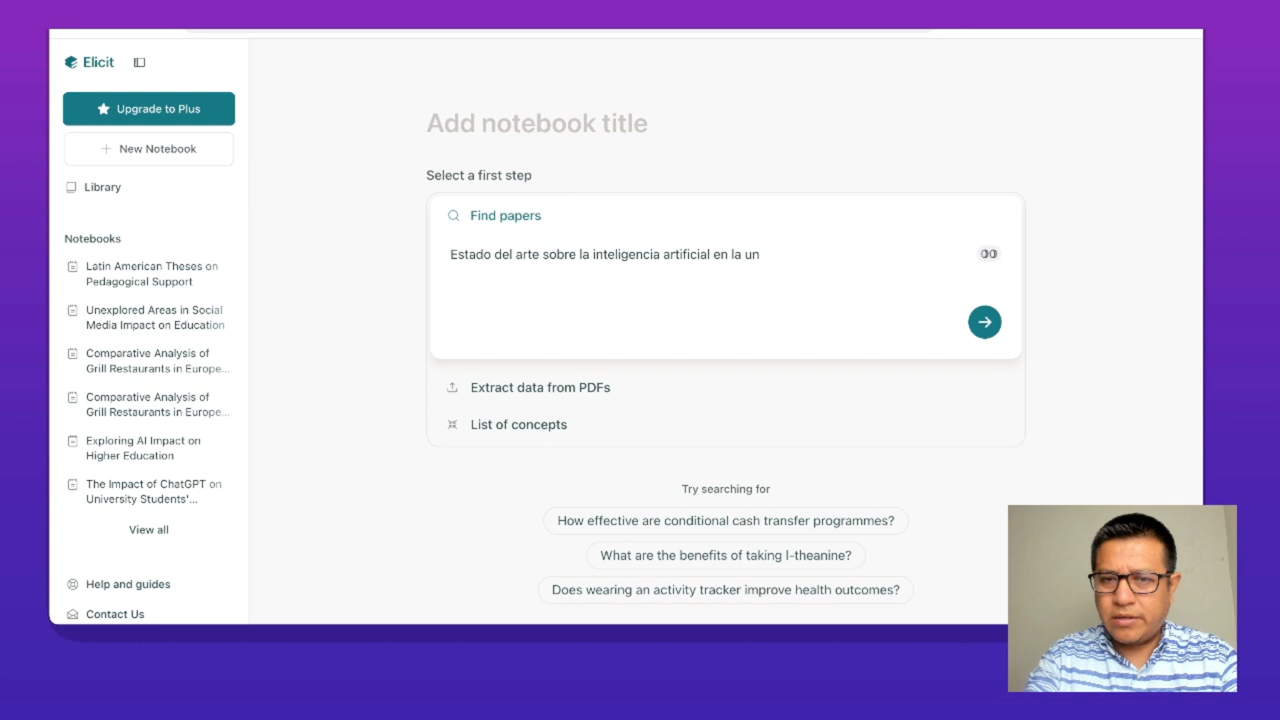 Elicit
Upgrade to Plus
New Notebook
Library
Notebooks
Latin American Theses on
Pedagogical Support
Unexplored Areas in Social
Media Impact on Education
Comparative Analysis of
Grill Restaurants in Europe...
Comparative Analysis of
Grill Restaurants in Europe...
Exploring AI Impact on
Higher Education
The Impact of ChatGPT on
University Students'...
View all
Help and guides
Contact Us
Add notebook title
Select a first step
Find papers
Estado del arte sobre la inteligencia artificial en la un
Extract data from PDFs
List of concepts
Try searching for
How effective are conditional cash transfer programmes?
What are the benefits of taking l-theanine?
Does wearing an activity tracker improve health outcomes?